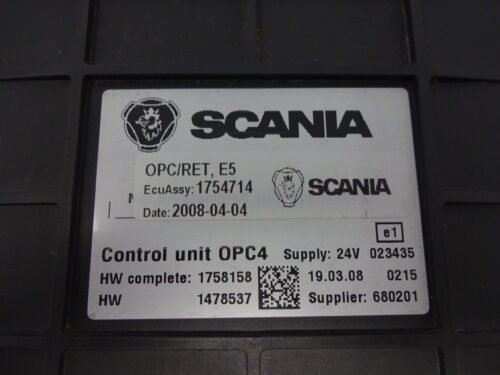 SCANIA
OPC/RET, E5
EcuAssy: 1754714
SCANIA
Date: 2008-04-04
e1
Control unit OPC4 Supply: 24V 023435
HW complete: 1758158 19.03.08 0215
HW 1478537 Supplier: 680201